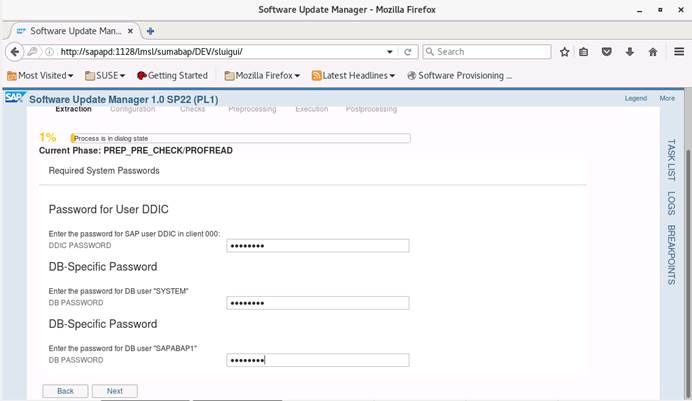 Software Update Manager - Mozilla Firefox
Software Update Man...
http://sapapd:1128/lmsl/sumabap/DEV/sluigui/
Search
Most Visited
SUSE
Getting Started
Mozilla Firefox
Latest Headlines
Software Provisioning ...
SAP
Software Update Manager 1.0 SP22 (PL1)
Legend
More
Extraction
Configuration
Checks
Preprocessing
Execution
Postprocessing
1%
Process is in dialog state
Current Phase: PREP_PRE_CHECK/PROFREAD
Required System Passwords
Password for User DDIC
Enter the password for SAP user DDIC in client 000:
DDIC PASSWORD
DB-Specific Password
Enter the password for DB user "SYSTEM"
DB PASSWORD
DB-Specific Password
Enter the password for DB user "SAPABAP1"
DB PASSWORD
Back
Next
TASK LIST
LOGS
BREAKPOINTS